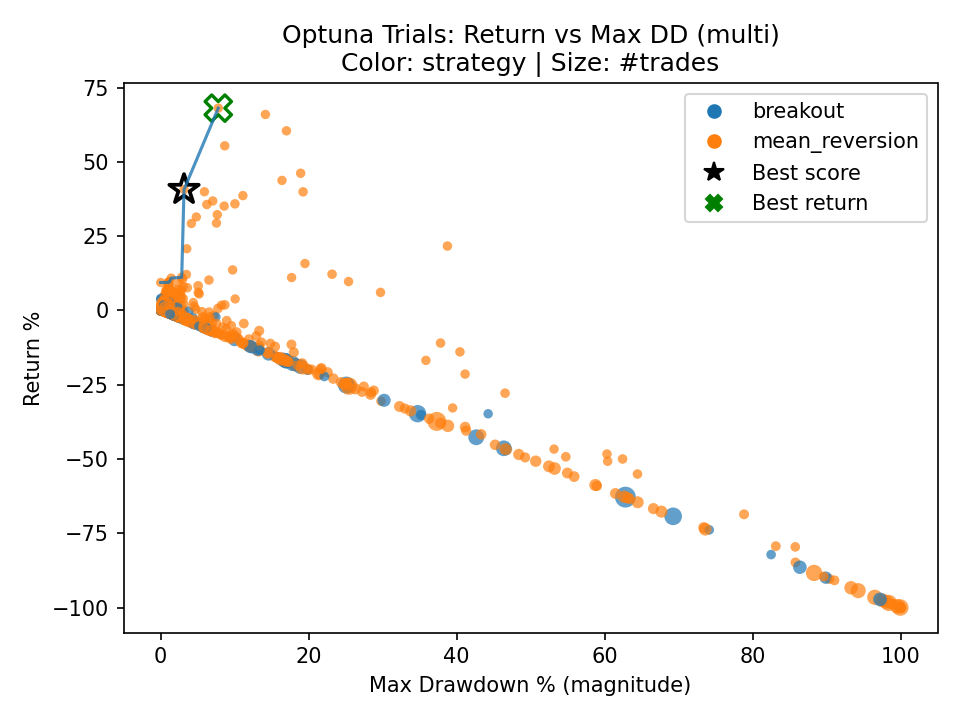 Optuna Trials: Return vs Max DD (multi)
Color: strategy | Size: #trades
breakout
mean_reversion
Best score
Best return
75
50
25
0
−25
−50
−75
−100
Return %
0
20
40
60
80
100
Max Drawdown % (magnitude)